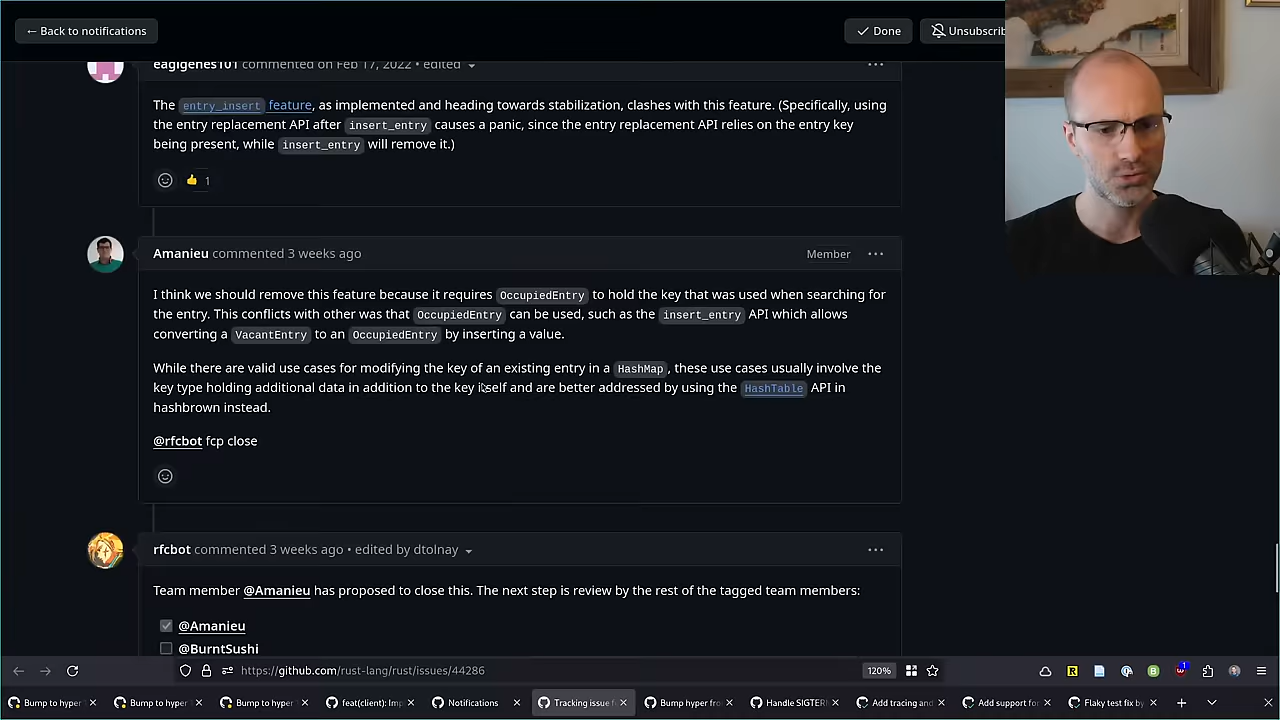 ← Back to notifications
Done
Unsubscrib
eagigenes101 commented on Feb 17, 2022 • edited
The entry_insert feature, as implemented and heading towards stabilization, clashes with this feature. (Specifically, using
the entry replacement API after insert_entry causes a panic, since the entry replacement API relies on the entry key
being present, while insert_entry will remove it.)
👍 1
Amanieu commented 3 weeks ago
Member
I think we should remove this feature because it requires OccupiedEntry to hold the key that was used when searching for
the entry. This conflicts with other was that OccupiedEntry can be used, such as the insert_entry API which allows
converting a VacantEntry to an OccupiedEntry by inserting a value.
While there are valid use cases for modifying the key of an existing entry in a HashMap, these use cases usually involve the
key type holding additional data in addition to the key itself and are better addressed by using the HashTable API in
hashbrown instead.
@rfcbot fcp close
rfcbot commented 3 weeks ago • edited by dtolnay
Team member @Amanieu has proposed to close this. The next step is review by the rest of the tagged team members:
@Amanieu
@BurntSushi
https://github.com/rust-lang/rust/issues/44286
120%
1
Bump to hyper
Bump to hyper
Bump to hyper
feat(client): Imp
Notifications
Tracking issue f
Bump hyper fro
Handle SIGTERM
Add tracing and
Add support for
Flaky test fix by